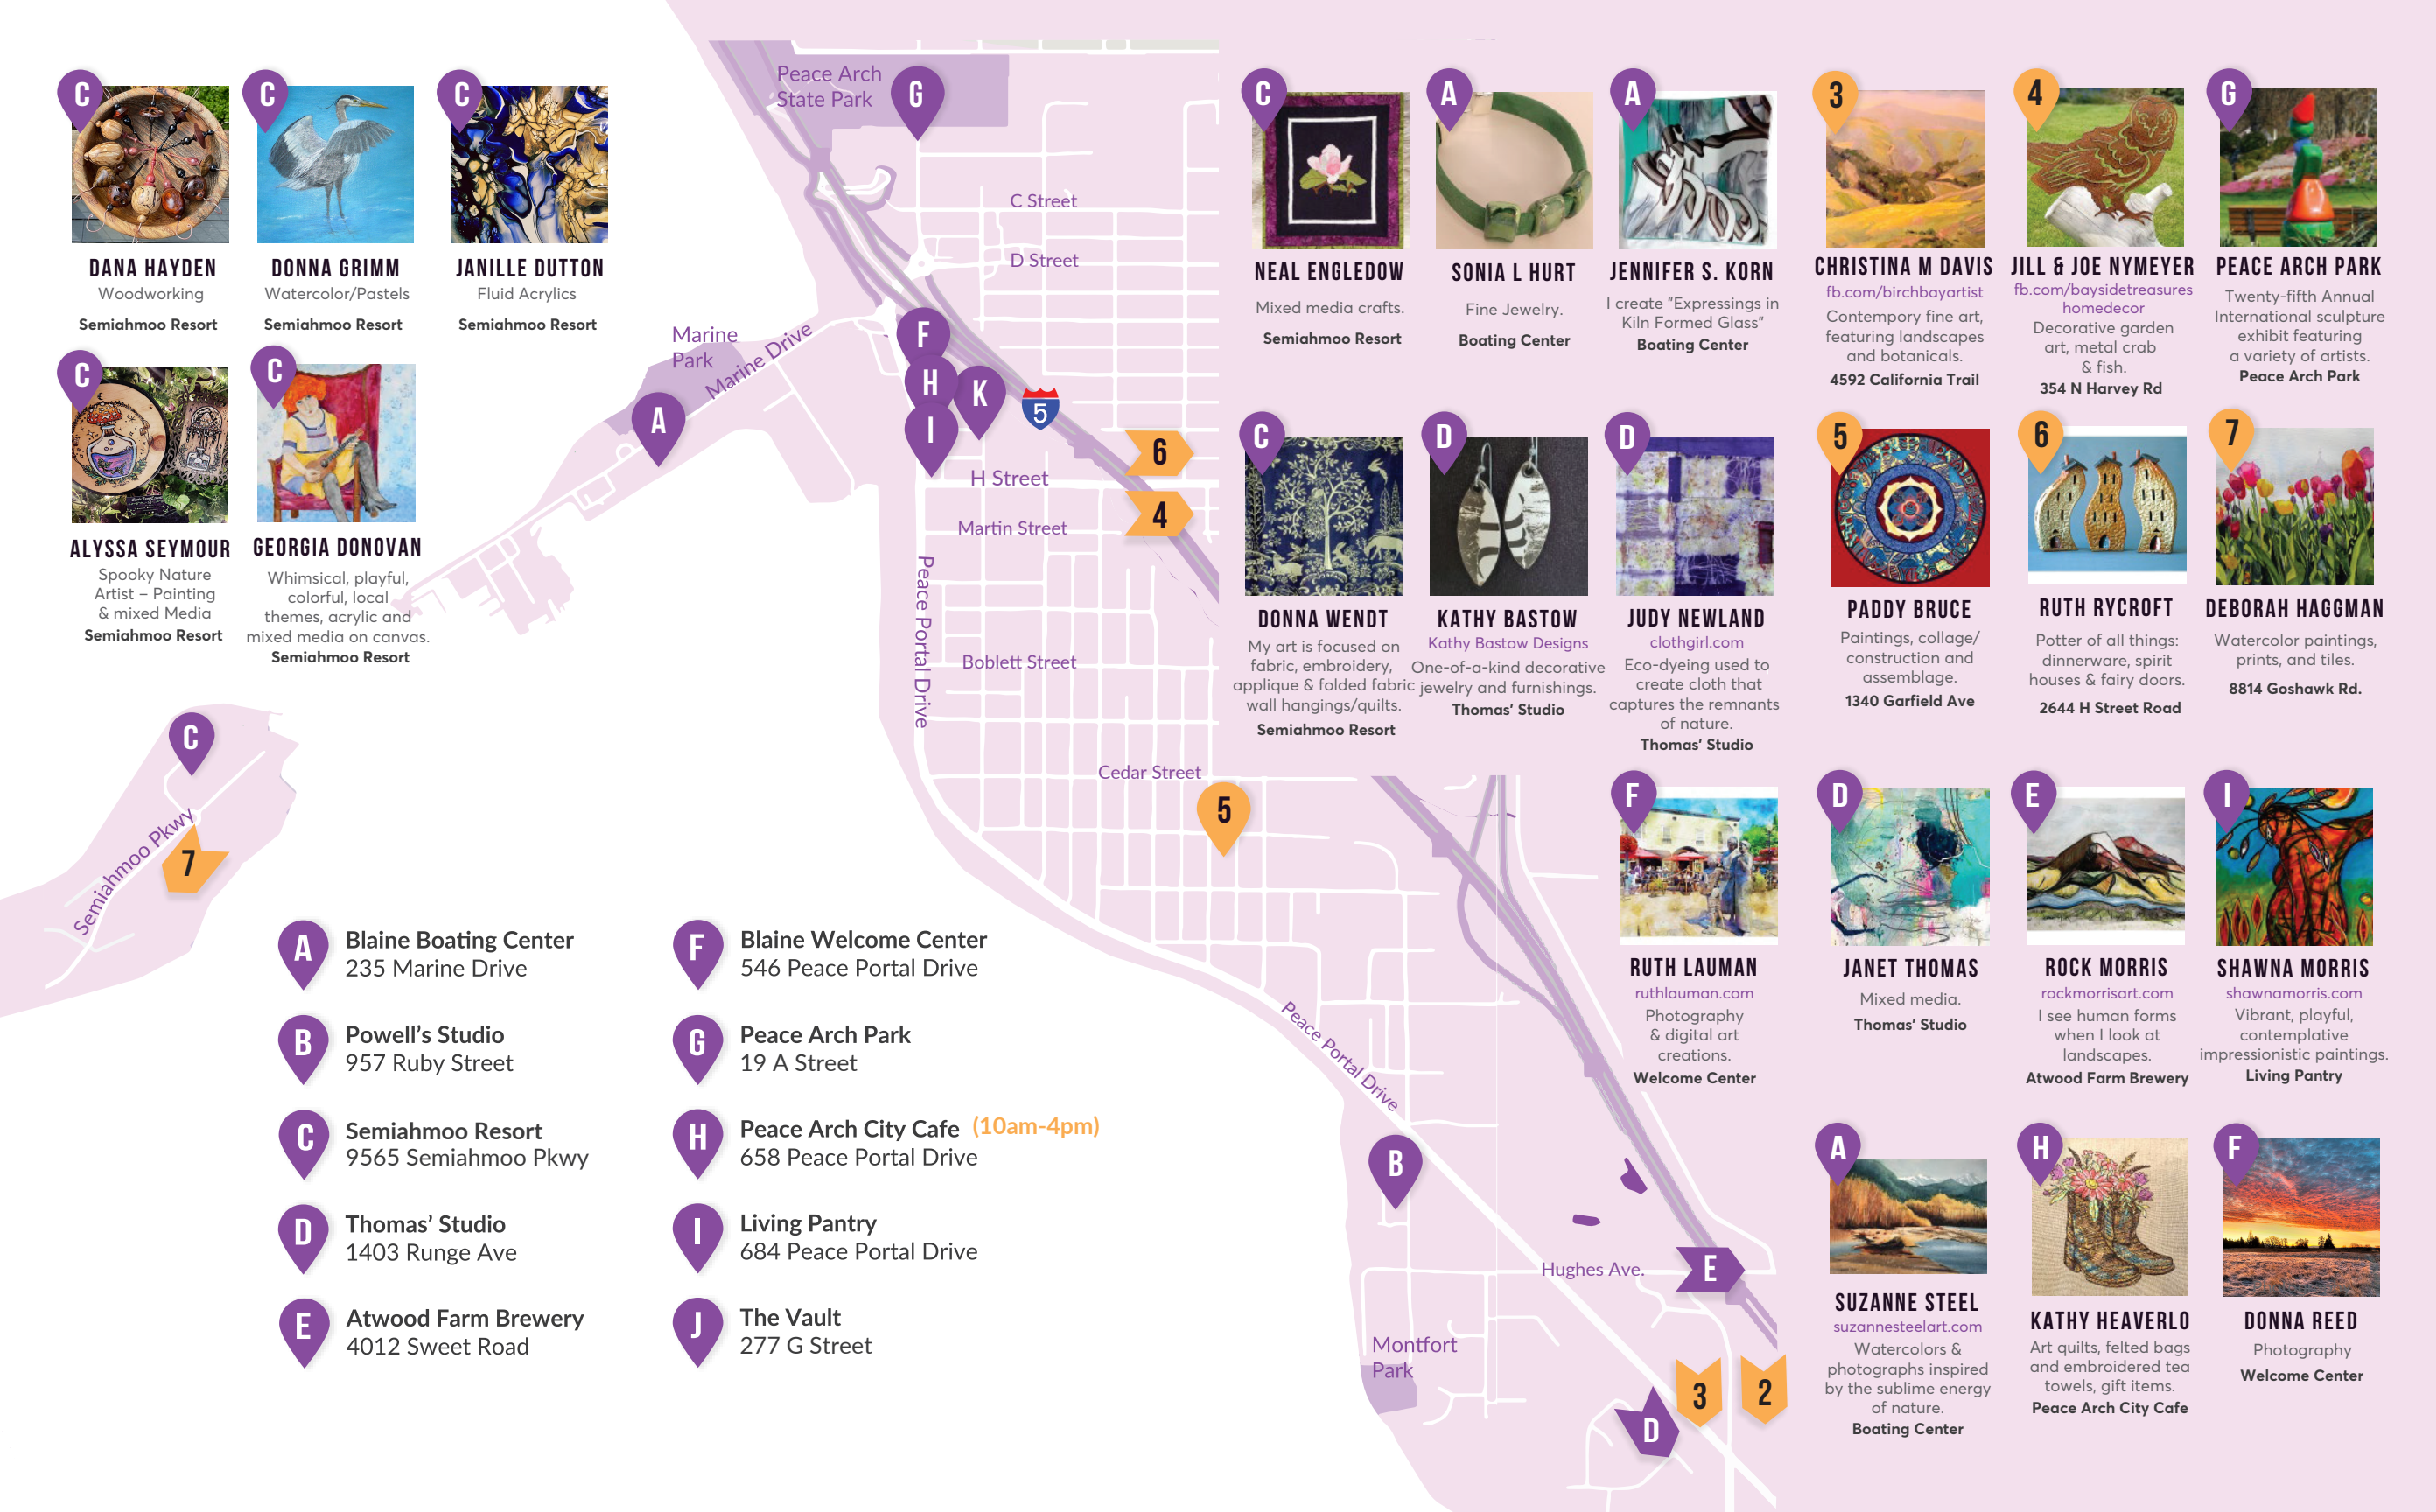 C
DANA HAYDEN
Woodworking
Semiahmoo Resort
C
DONNA GRIMM
Watercolor/Pastels
Semiahmoo Resort
C
JANILLE DUTTON
Fluid Acrylics
Semiahmoo Resort
C
ALYSSA SEYMOUR
Spooky Nature
Artist – Painting
& mixed Media
Semiahmoo Resort
C
GEORGIA DONOVAN
Whimsical, playful,
colorful, local
themes, acrylic and
mixed media on canvas.
Semiahmoo Resort
Peace Arch
State Park
G
C Street
D Street
Marine
Park
Marine Drive
A
F
H
K
I
5
6
4
H Street
Martin Street
Peace Portal Drive
Boblett Street
Cedar Street
5
C
Semiahmoo Pkwy
7
Peace Portal Drive
B
Hughes Ave.
E
Montfort
Park
D
3
2
A
Blaine Boating Center
235 Marine Drive
B
Powell's Studio
957 Ruby Street
C
Semiahmoo Resort
9565 Semiahmoo Pkwy
D
Thomas' Studio
1403 Runge Ave
E
Atwood Farm Brewery
4012 Sweet Road
F
Blaine Welcome Center
546 Peace Portal Drive
G
Peace Arch Park
19 A Street
H
Peace Arch City Cafe (10am-4pm)
658 Peace Portal Drive
I
Living Pantry
684 Peace Portal Drive
J
The Vault
277 G Street
C
NEAL ENGLEDOW
Mixed media crafts.
Semiahmoo Resort
A
SONIA L HURT
Fine Jewelry.
Boating Center
A
JENNIFER S. KORN
I create "Expressings in
Kiln Formed Glass"
Boating Center
3
CHRISTINA M DAVIS
fb.com/birchbayartist
Contempory fine art,
featuring landscapes
and botanicals.
4592 California Trail
4
JILL & JOE NYMEYER
fb.com/baysidetreasures
homedecor
Decorative garden
art, metal crab
& fish.
354 N Harvey Rd
G
PEACE ARCH PARK
Twenty-fifth Annual
International sculpture
exhibit featuring
a variety of artists.
Peace Arch Park
C
DONNA WENDT
My art is focused on
fabric, embroidery,
applique & folded fabric
wall hangings/quilts.
Semiahmoo Resort
D
KATHY BASTOW
Kathy Bastow Designs
One-of-a-kind decorative
jewelry and furnishings.
Thomas' Studio
D
JUDY NEWLAND
clothgirl.com
Eco-dyeing used to
create cloth that
captures the remnants
of nature.
Thomas' Studio
5
PADDY BRUCE
Paintings, collage/
construction and
assemblage.
1340 Garfield Ave
6
RUTH RYCROFT
Potter of all things:
dinnerware, spirit
houses & fairy doors.
2644 H Street Road
7
DEBORAH HAGGMAN
Watercolor paintings,
prints, and tiles.
8814 Goshawk Rd.
F
RUTH LAUMAN
ruthlauman.com
Photography
& digital art
creations.
Welcome Center
D
JANET THOMAS
Mixed media.
Thomas' Studio
E
ROCK MORRIS
rockmorrisart.com
I see human forms
when I look at
landscapes.
Atwood Farm Brewery
I
SHAWNA MORRIS
shawnamorris.com
Vibrant, playful,
contemplative
impressionistic paintings.
Living Pantry
A
SUZANNE STEEL
suzannesteelart.com
Watercolors &
photographs inspired
by the sublime energy
of nature.
Boating Center
H
KATHY HEAVERLO
Art quilts, felted bags
and embroidered tea
towels, gift items.
Peace Arch City Cafe
F
DONNA REED
Photography
Welcome Center